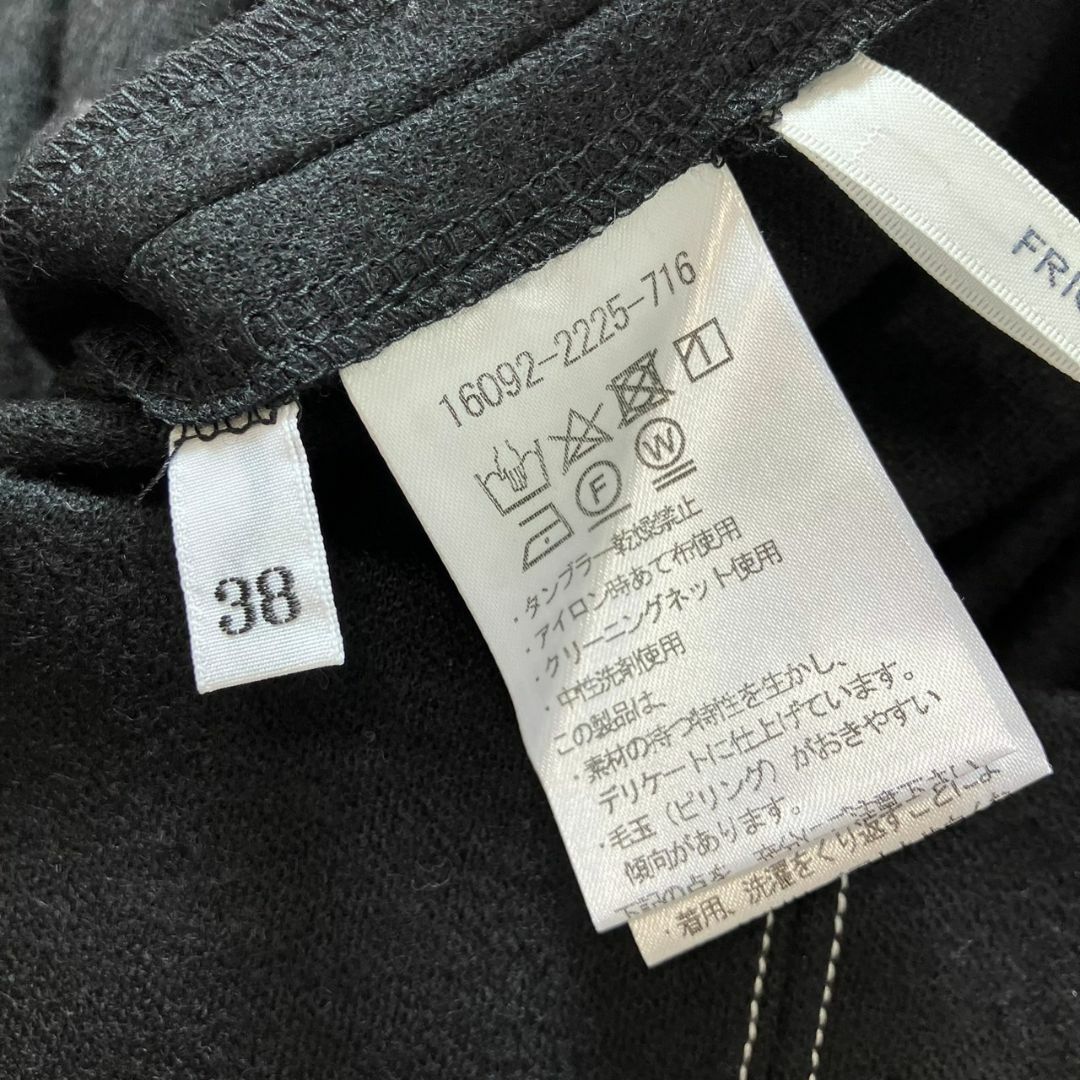 16092-2225-716
F
W
・タンブラー乾燥禁止
・アイロン時あて布使用
・クリーニングネット使用
・中性洗剤使用
この製品は、
・素材の持つ特性を生かし、
デリケートに仕上げています。
・毛玉(ピリング)がおきやすい
傾向があります。
下記の点を
・着用、洗濯をくり返すことによ
38
FRI